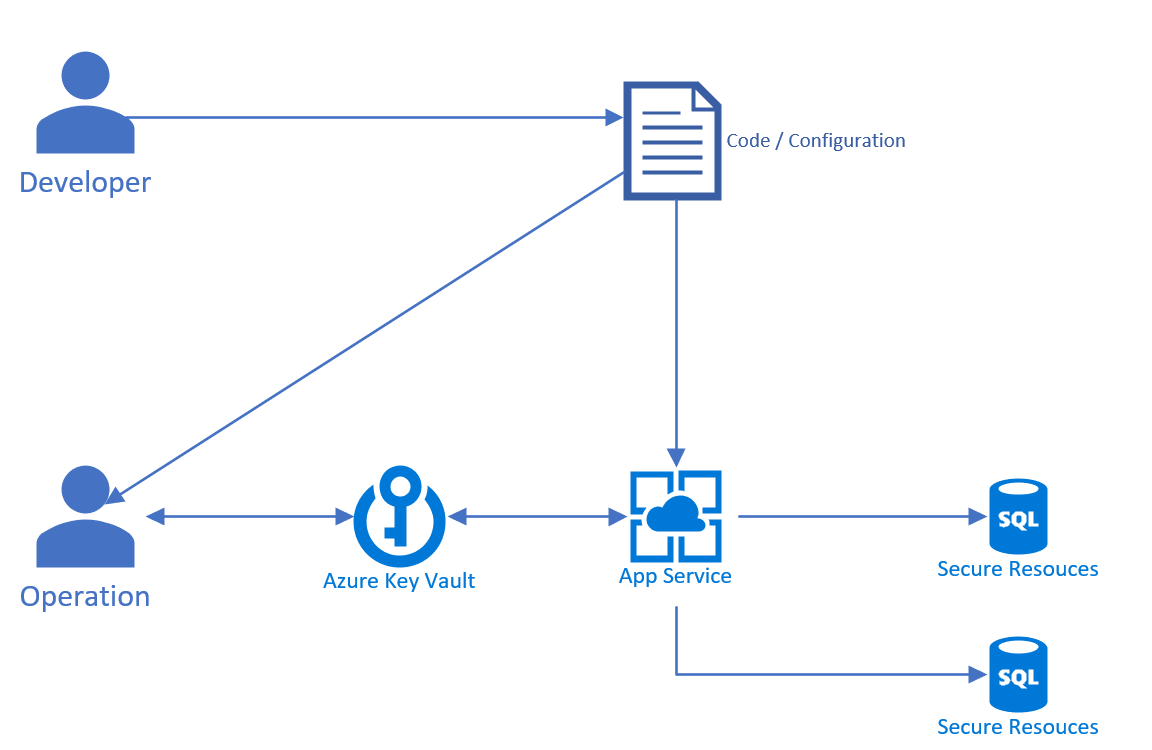 Code / Configuration
Developer
SQL
Secure Resouces
App Service
Azure Key Vault
Operation
SQL
Secure Resouces